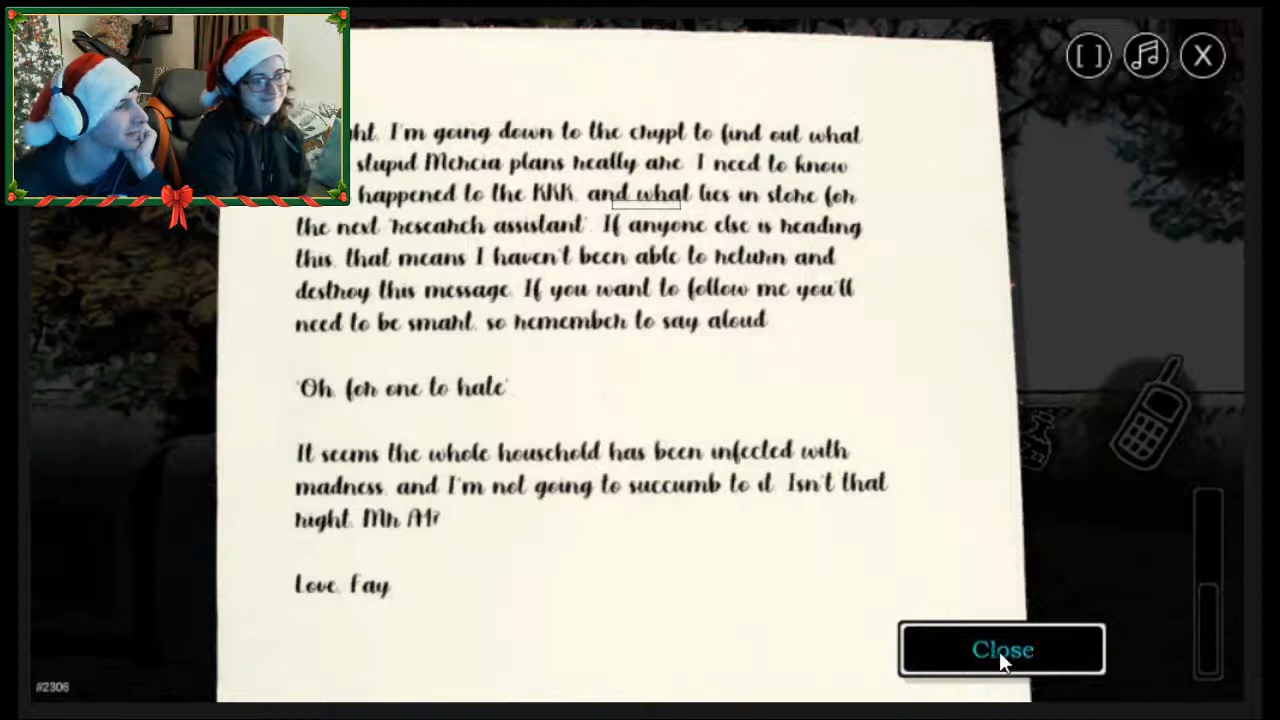 I'm going down to the crypt to find out what
stupid Mercia plans really are. I need to know
happened to the KKK, and what lies in store for
the next 'research assistant'. If anyone else is reading
this, that means I haven't been able to return and
destroy this message. If you want to follow me you'll
need to be smart, so remember to say aloud
'Oh, for one to hate'
It seems the whole household has been infected with
madness, and I'm not going to succumb to it. Isn't that
right, Mr A4?
Love, Fay
Close
#2306
[ ]
X